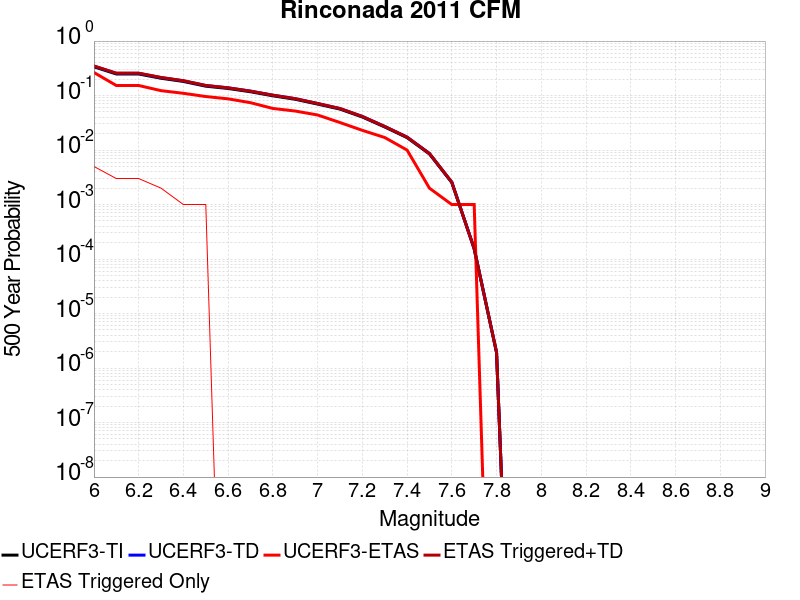 Rinconada 2011 CFM
500 Year Probability
10^0
10^-1
10^-2
10^-3
10^-4
10^-5
10^-6
10^-7
10^-8
6 6.2 6.4 6.6 6.8 7 7.2 7.4 7.6 7.8 8 8.2 8.4 8.6 8.8 9
Magnitude
UCERF3-TI UCERF3-TD UCERF3-ETAS ETAS Triggered+TD
ETAS Triggered Only